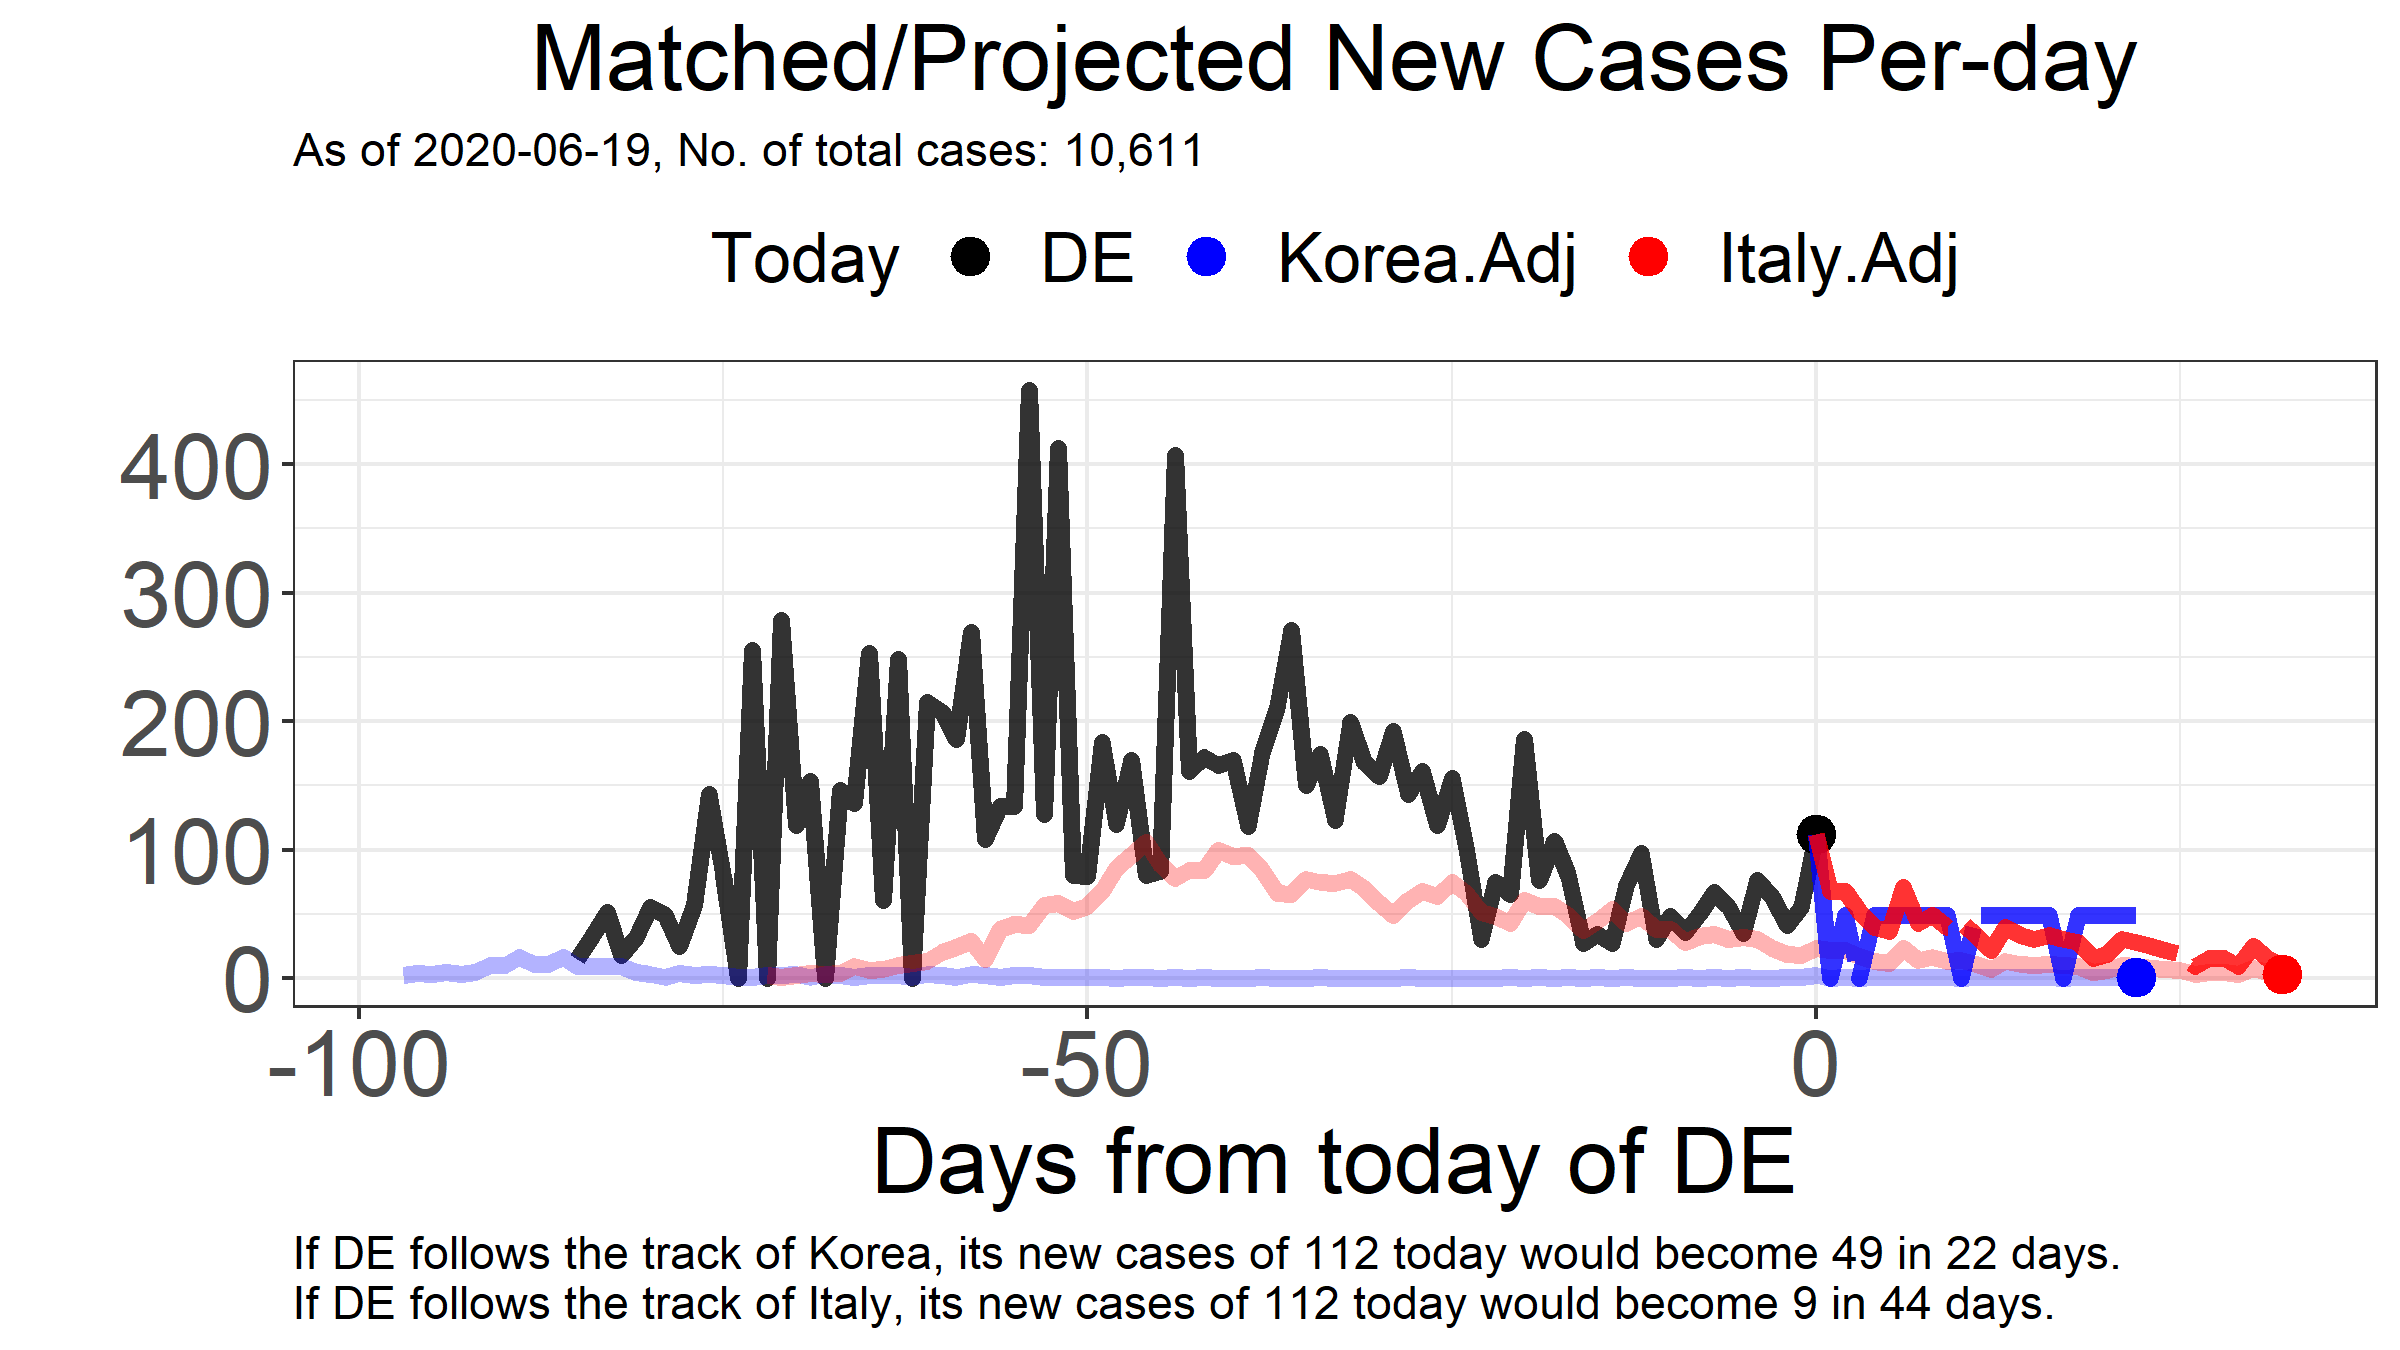 Matched/Projected New Cases Per-day
As of 2020-06-19, No. of total cases: 10,611
Today DE Korea.Adj Italy.Adj
400
300
200
100
0
-100 -50 0
Days from today of DE
If DE follows the track of Korea, its new cases of 112 today would become 49 in 22 days.
If DE follows the track of Italy, its new cases of 112 today would become 9 in 44 days.